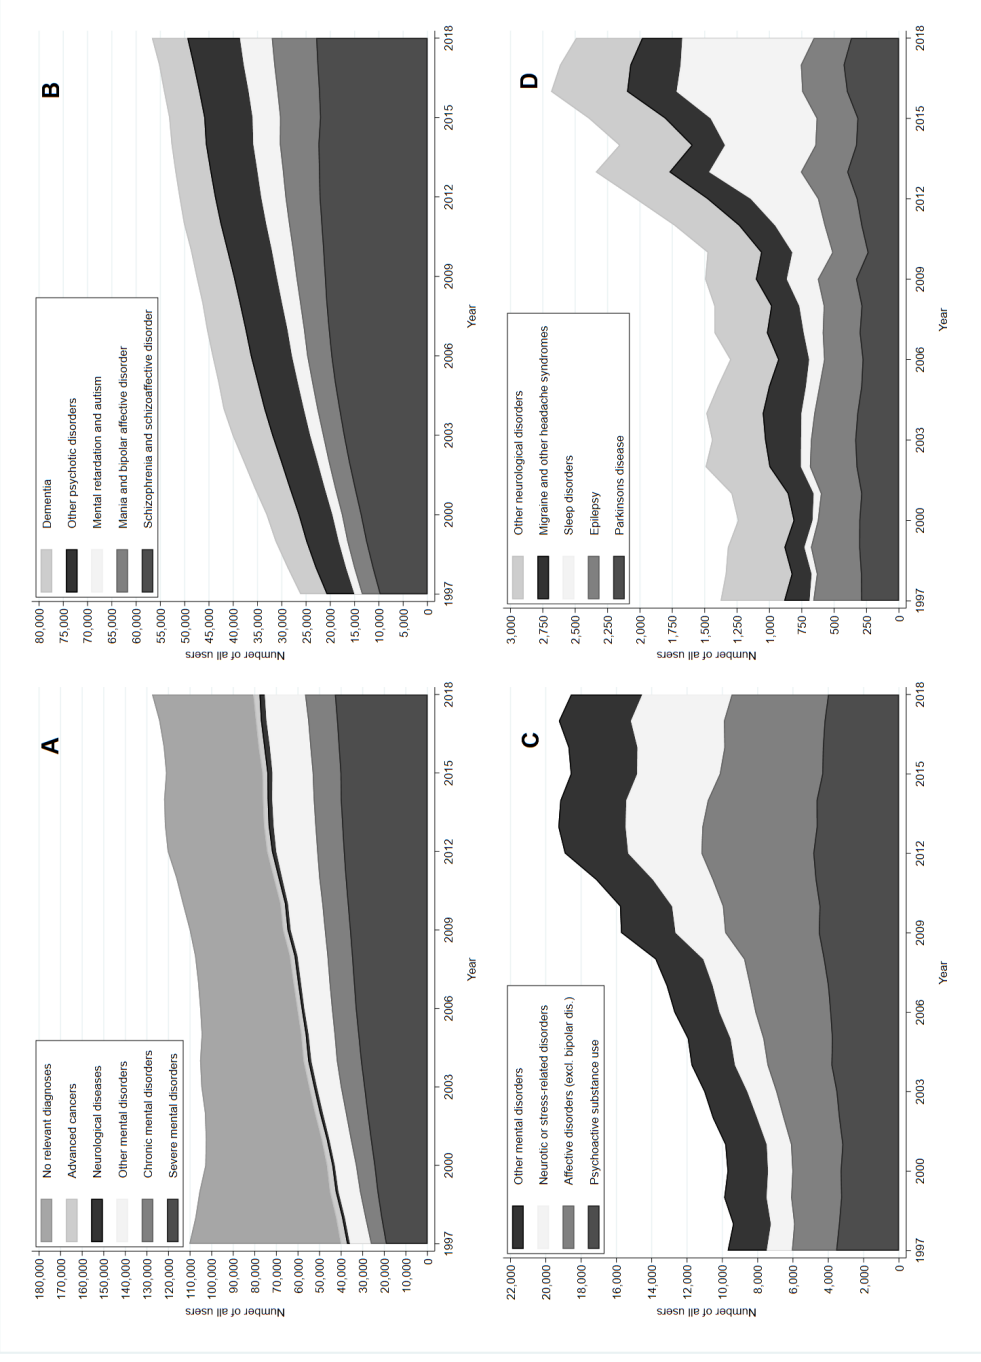 A
No relevant diagnoses
Advanced cancers
Neurological diseases
Other mental disorders
Chronic mental disorders
Severe mental disorders
Number of all users
180,000
170,000
160,000
150,000
140,000
130,000
120,000
110,000
100,000
90,000
80,000
70,000
60,000
50,000
40,000
30,000
20,000
10,000
0
1997 2000 2003 2006 2009 2012 2015 2018
Year
B
Dementia
Other psychotic disorders
Mental retardation and autism
Mania and bipolar affective disorder
Schizophrenia and schizoaffective disorder
Number of all users
80,000
75,000
70,000
65,000
60,000
55,000
50,000
45,000
40,000
35,000
30,000
25,000
20,000
15,000
10,000
5,000
0
1997 2000 2003 2006 2009 2012 2015 2018
Year
C
Other mental disorders
Neurotic or stress-related disorders
Affective disorders (excl. bipolar dis.)
Psychoactive substance use
Number of all users
22,000
20,000
18,000
16,000
14,000
12,000
10,000
8,000
6,000
4,000
2,000
0
1997 2000 2003 2006 2009 2012 2015 2018
Year
D
Other neurological disorders
Migraine and other headache syndromes
Sleep disorders
Epilepsy
Parkinsons disease
Number of all users
3,000
2,750
2,500
2,250
2,000
1,750
1,500
1,250
1,000
750
500
250
0
1997 2000 2003 2006 2009 2012 2015 2018
Year